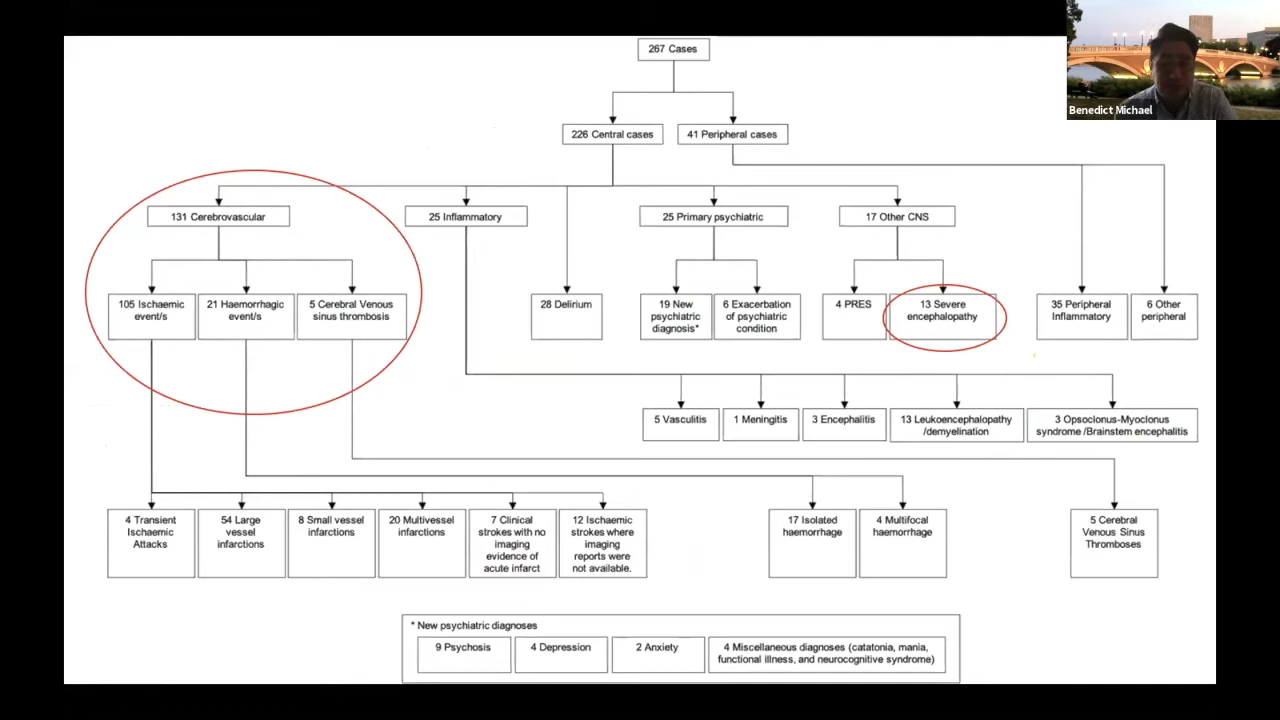 Benedict Michael
267 Cases
226 Central cases
41 Peripheral cases
131 Cerebrovascular
25 Inflammatory
25 Primary psychiatric
17 Other CNS
105 Ischaemic
event/s
21 Haemorrhagic
event/s
5 Cerebral Venous
sinus thrombosis
28 Delirium
19 New
psychiatric
diagnosis*
6 Exacerbation
of psychiatric
condition
4 PRES
13 Severe
encephalopathy
35 Peripheral
Inflammatory
6 Other
peripheral
5 Vasculitis
1 Meningitis
3 Encephalitis
13 Leukoencephalopathy
/demyelination
3 Opsoclonus-Myoclonus
syndrome /Brainstem encephalitis
4 Transient
Ischaemic
Attacks
54 Large
vessel
infarctions
8 Small vessel
infarctions
20 Multivessel
infarctions
7 Clinical
strokes with no
imaging
evidence of
acute infarct
12 Ischaemic
strokes where
imaging
reports were
not available.
17 Isolated
haemorrhage
4 Multifocal
haemorrhage
5 Cerebral
Venous Sinus
Thromboses
* New psychiatric diagnoses
9 Psychosis
4 Depression
2 Anxiety
4 Miscellaneous diagnoses (catatonia, mania,
functional illness, and neurocognitive syndrome)